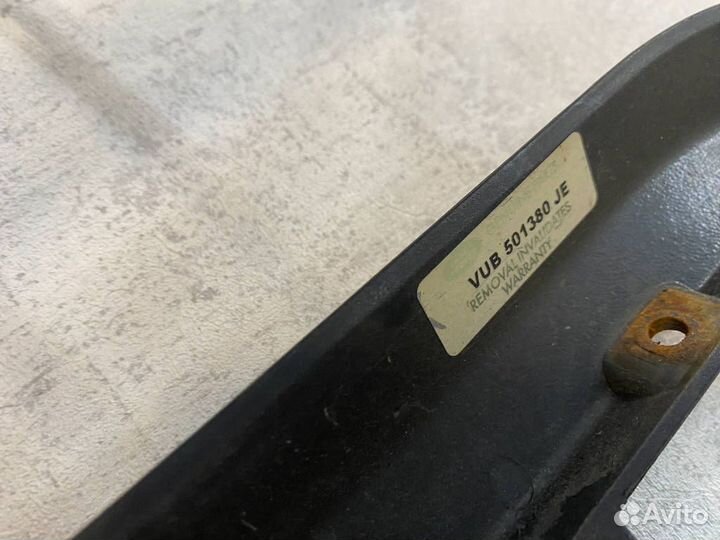 VUB 501380 JE
REMOVAL INVALIDATES
WARRANTY
Avito